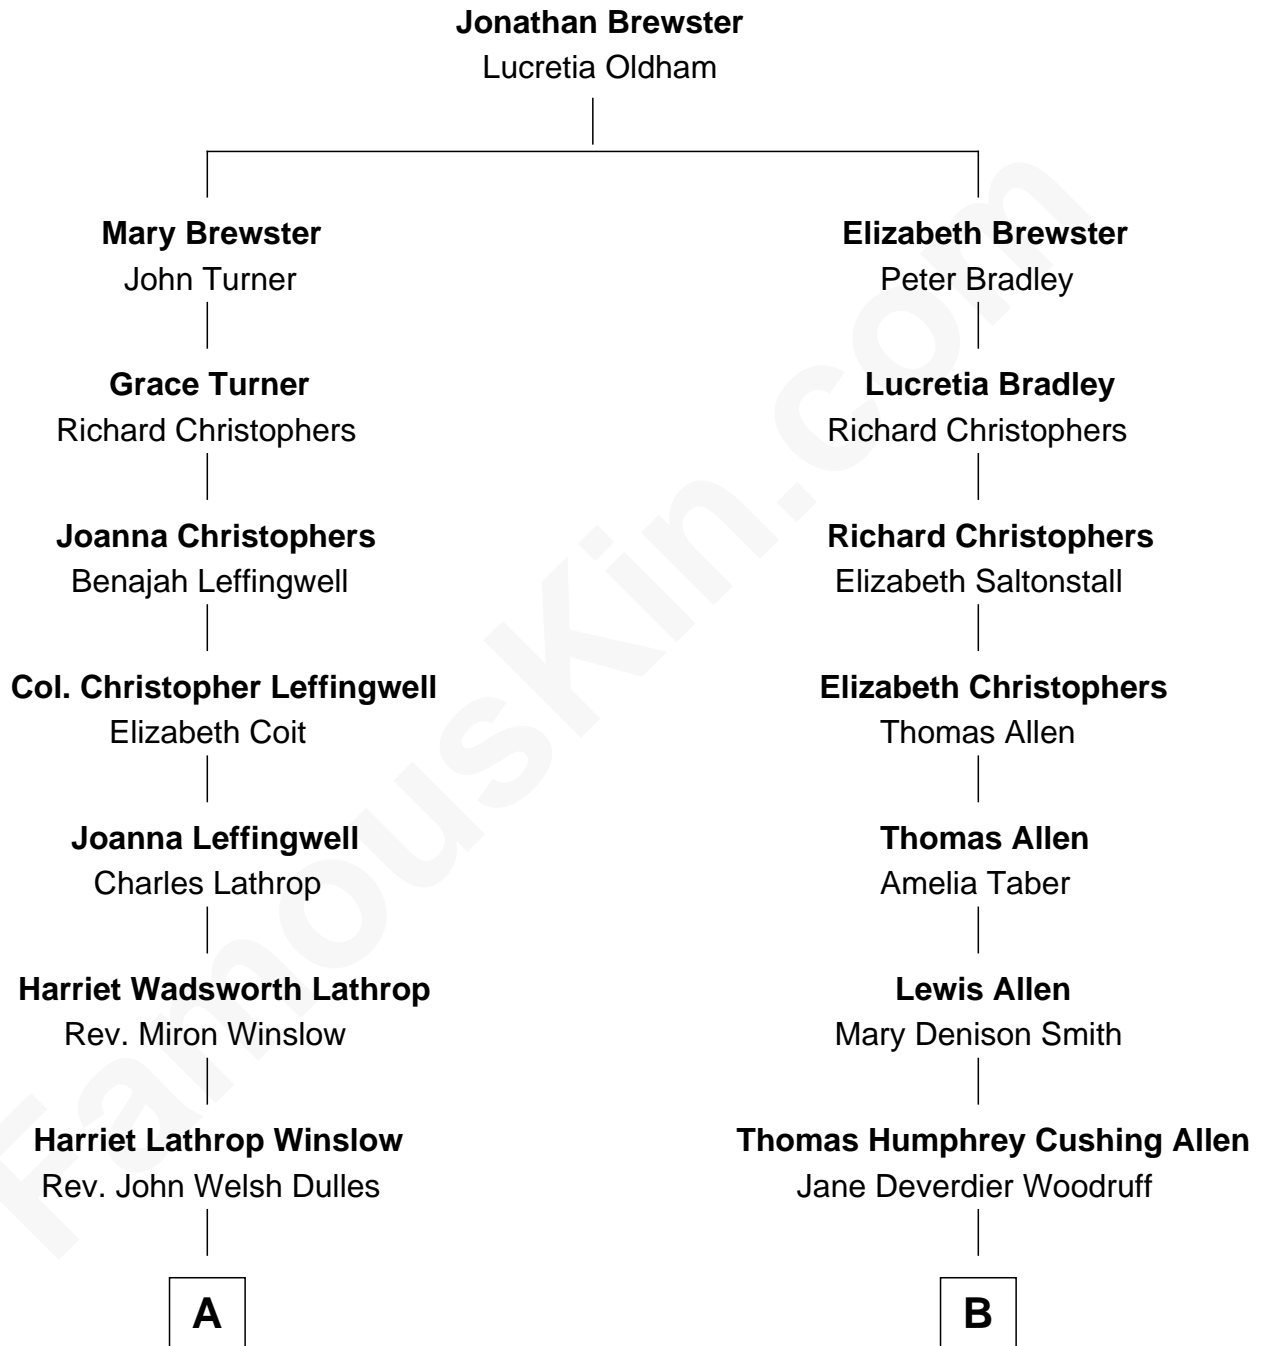 Jonathan Brewster
Lucretia Oldham
Mary Brewster
John Turner
Elizabeth Brewster
Peter Bradley
Grace Turner
Richard Christophers
Lucretia Bradley
Richard Christophers
Joanna Christophers
Benajah Leffingwell
Richard Christophers
Elizabeth Saltonstall
Col. Christopher Leffingwell
Elizabeth Coit
Elizabeth Christophers
Thomas Allen
Joanna Leffingwell
Charles Lathrop
Thomas Allen
Amelia Taber
Harriet Wadsworth Lathrop
Rev. Miron Winslow
Lewis Allen
Mary Denison Smith
Harriet Lathrop Winslow
Rev. John Welsh Dulles
Thomas Humphrey Cushing Allen
Jane Deverdier Woodruff
A
B
FamousKin.com